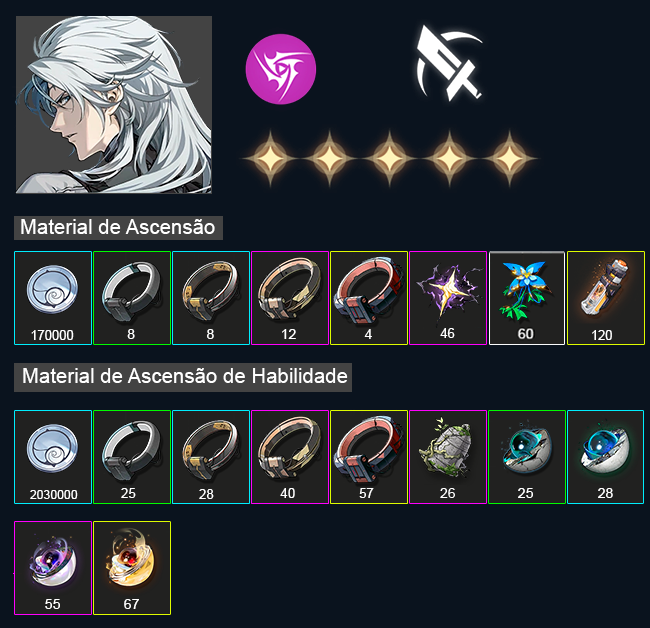 Material de Ascensão
170000 8 8 12 4 46 60 120
Material de Ascensão de Habilidade
2030000 25 28 40 57 26 25 28
55 67